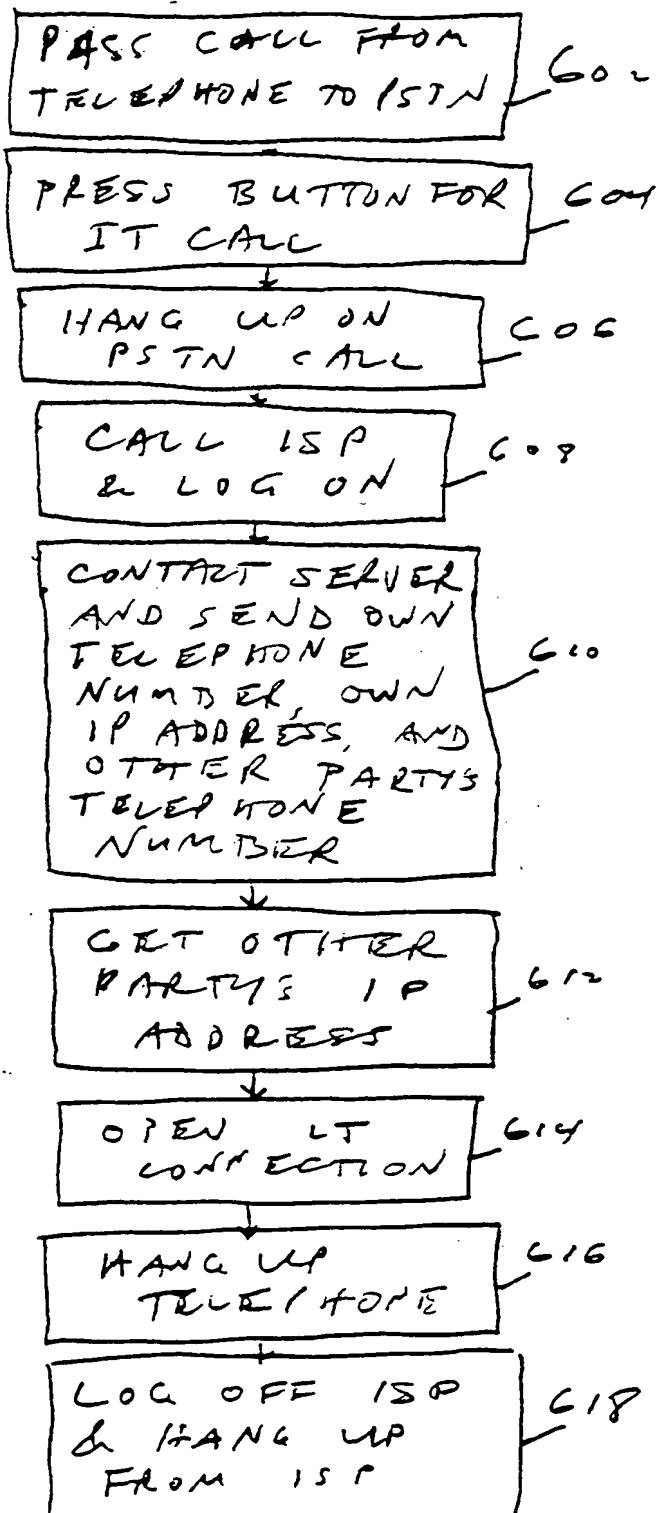 PASS CALL FROM
TELEPHONE TO PSTN
602
PRESS BUTTON FOR
IT CALL
604
HANG UP ON
PSTN CALL
606
CALL ISP
& LOG ON
608
CONTACT SERVER
AND SEND OWN
TELEPHONE
NUMBER, OWN
IP ADDRESS, AND
OTHER PARTY'S
TELEPHONE
NUMBER
610
GET OTHER
PARTY'S IP
ADDRESS
612
OPEN IT
CONNECTION
614
HANG UP
TELEPHONE
616
LOG OFF ISP
& HANG UP
FROM ISP
618